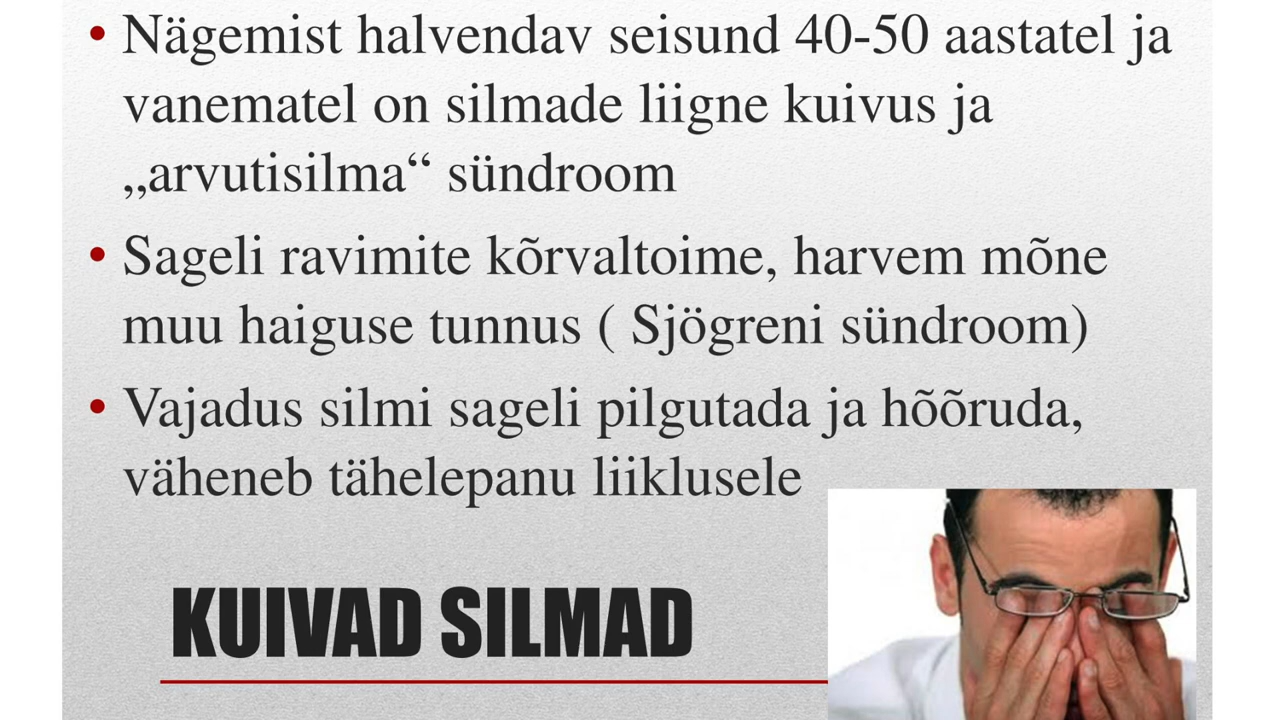 • Nägemist halvendav seisund 40-50 aastatel ja
vanematel on silmade liigne kuivus ja
„arvutisilma“ sündroom
• Sageli ravimite kõrvaltoime, harvem mõne
muu haiguse tunnus ( Sjögreni sündroom)
• Vajadus silmi sageli pilgutada ja hõõruda,
väheneb tähelepanu liiklusele
KUIVAD SILMAD